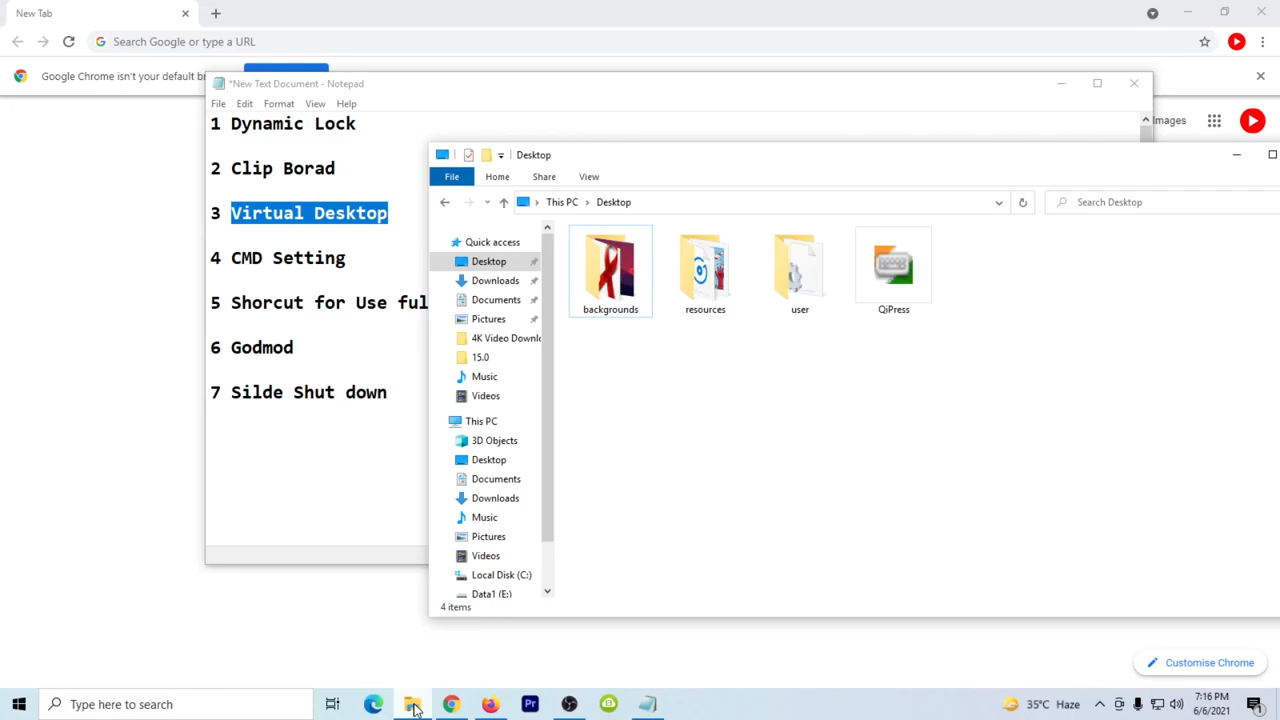 New Tab
Search Google or type a URL
Google Chrome isn't your default br
*New Text Document - Notepad
File Edit Format View Help
Images
1 Dynamic Lock
2 Clip Borad
3 Virtual Desktop
4 CMD Setting
5 Shorcut for Use ful
6 Godmod
7 Silde Shut down
Desktop
File Home Share View
This PC Desktop
Search Desktop
Quick access
Desktop
Downloads
Documents
Pictures
4K Video Downlo
15.0
Music
Videos
This PC
3D Objects
Desktop
Documents
Downloads
Music
Pictures
Videos
Local Disk (C:)
Data1 (E:)
backgrounds
resources
user
QiPress
4 items
Customise Chrome
Type here to search
Pr
35°C Haze
7:16 PM
6/6/2021
1